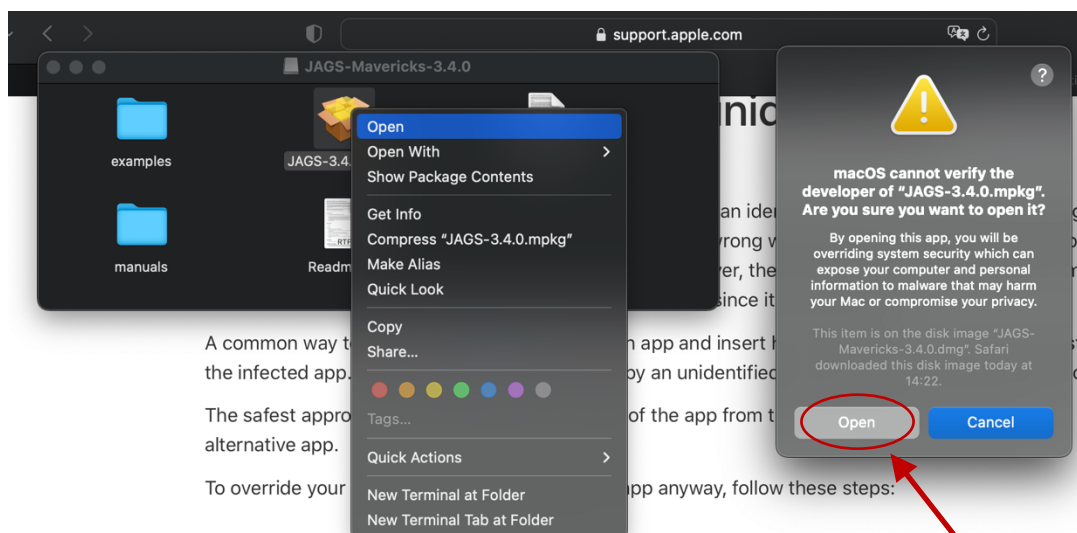 support.apple.com
JAGS-Mavericks-3.4.0
examples
JAGS-3.4.
manuals
RTF
Readm
Open
Open With
Show Package Contents
Get Info
Compress “JAGS-3.4.0.mpkg”
Make Alias
Quick Look
Copy
Share...
Tags...
Quick Actions
New Terminal at Folder
New Terminal Tab at Folder
?
macOS cannot verify the
developer of “JAGS-3.4.0.mpkg”.
Are you sure you want to open it?
By opening this app, you will be
overriding system security which can
expose your computer and personal
information to malware that may harm
your Mac or compromise your privacy.
This item is on the disk image “JAGS-
Mavericks-3.4.0.dmg”. Safari
downloaded this disk image today at
14:22.
Open
Cancel
an
since it
A common way app and insert
the infected app. by an unidentified
The safest of the app from
alternative app.
To override your app anyway, follow these steps: